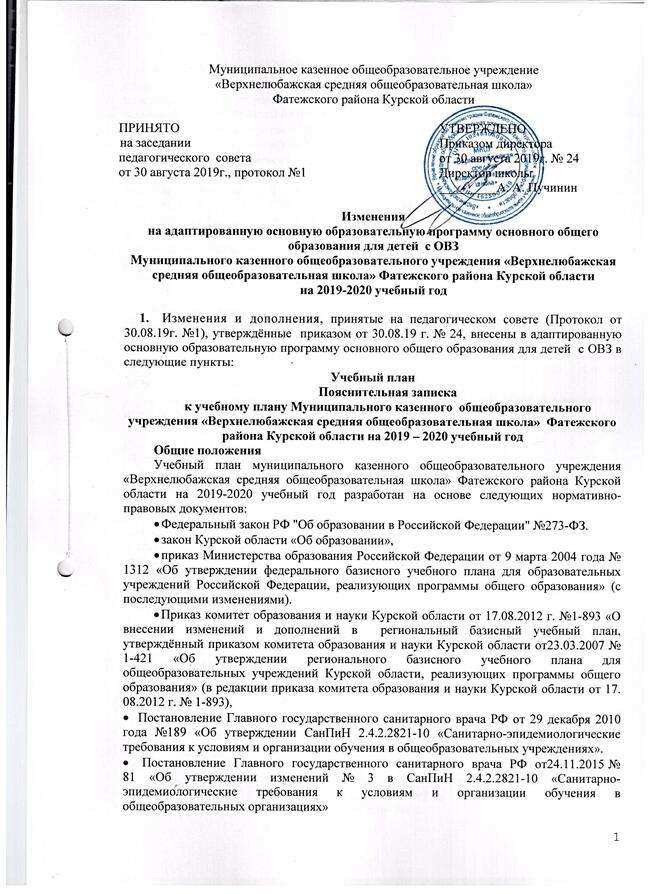 Муниципальное казенное общеобразовательное учреждение
«Верхнелюбажская средняя общеобразовательная школа»
Фатежского района Курской области
ПРИНЯТО
на заседании
педагогического совета
от 30 августа 2019г., протокол №1
УТВЕРЖДЕНО
Приказом директора
от 30 августа 2019г. № 24
Директор школы
А. А. Пучинин
Изменения
на адаптированную основную образовательную программу основного общего
образования для детей с ОВЗ
Муниципального казенного общеобразовательного учреждения «Верхнелюбажская
средняя общеобразовательная школа» Фатежского района Курской области
на 2019-2020 учебный год
1. Изменения и дополнения, принятые на педагогическом совете (Протокол от
30.08.19г. №1), утверждённые приказом от 30.08.19 г. № 24, внесены в адаптированную
основную образовательную программу основного общего образования для детей с ОВЗ в
следующие пункты:
Учебный план
Пояснительная записка
к учебному плану Муниципального казенного общеобразовательного
учреждения «Верхнелюбажская средняя общеобразовательная школа» Фатежского
района Курской области на 2019 – 2020 учебный год
Общие положения
Учебный план муниципального казенного общеобразовательного учреждения
«Верхнелюбажская средняя общеобразовательная школа» Фатежского района Курской
области на 2019-2020 учебный год разработан на основе следующих нормативно-
правовых документов:
•Федеральный закон РФ "Об образовании в Российской Федерации" №273-ФЗ.
•закон Курской области «Об образовании»,
•приказ Министерства образования Российской Федерации от 9 марта 2004 года №
1312 «Об утверждении федерального базисного учебного плана для образовательных
учреждений Российской Федерации, реализующих программы общего образования» (с
последующими изменениями).
•Приказ комитет образования и науки Курской области от 17.08.2012 г. №1-893 «О
внесении изменений и дополнений в региональный базисный учебный план,
утверждённый приказом комитета образования и науки Курской области от23.03.2007 №
1-421 «Об утверждении регионального базисного учебного плана для
общеобразовательных учреждений Курской области, реализующих программы общего
образования» (в редакции приказа комитета образования и науки Курской области от 17.
08.2012 г. № 1-893),
• Постановление Главного государственного санитарного врача РФ от 29 декабря 2010
года №189 «Об утверждении СанПиН 2.4.2.2821-10 «Санитарно-эпидемиологические
требования к условиям и организации обучения в общеобразовательных учреждениях».
• Постановление Главного государственного санитарного врача РФ от24.11.2015 №
81 «Об утверждении изменений № 3 в СанПиН 2.4.2.2821-10 «Санитарно-
эпидемиологические требования к условиям и организации обучения в
общеобразовательных организациях»
1